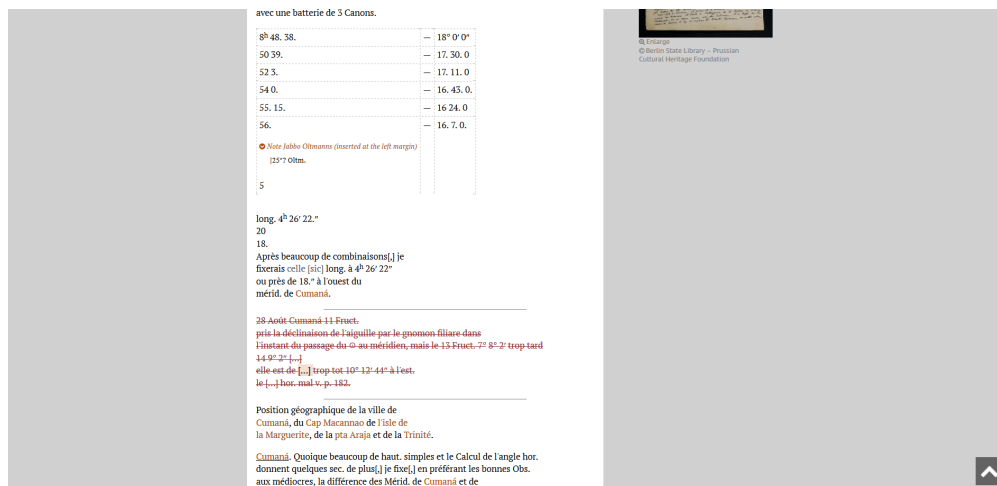 avec une batterie de 3 Canons.
8h 48. 38. — 18° 0′ 0″
50 39. — 17. 30. 0
52 3. — 17. 11. 0
54 0. — 16. 43. 0.
55. 15. — 16 24. 0
56. — 16. 7. 0.
Note Jabbo Oltmanns (inserted at the left margin)
[25°7 Oltm.
5
long. 4h 26′ 22.″
20
18.
Après beaucoup de combinaisons[,] je
fixerais celle [sic] long. à 4h 26′ 22″
ou près de 18.″ à l'ouest du
mérid. de Cumaná.
28 Août Cumaná 11 Fruct.
pris la déclinaison de l'aiguille par le gnomon filiare dans
l'instant du passage du ☉ au méridien, mais le 13 Fruct. 7° 8° 2′ trop tard
14 9° 2″ [...]
elle est de [...] trop tot 10° 12′ 44″ à l'est.
le [...] hor. mal v. p. 182.
Position géographique de la ville de
Cumaná, du Cap Macannao de l'isle de
la Marguerite, de la pta Araja et de la Trinité.
Cumaná. Quoique beaucoup de haut. simples et le Calcul de l'angle hor.
donnent quelques sec. de plus[,] je fixe[,] en préférant les bonnes Obs.
aux médiocres, la différence des Mérid. de Cumaná et de
Enlarge
© Berlin State Library – Prussian
Cultural Heritage Foundation